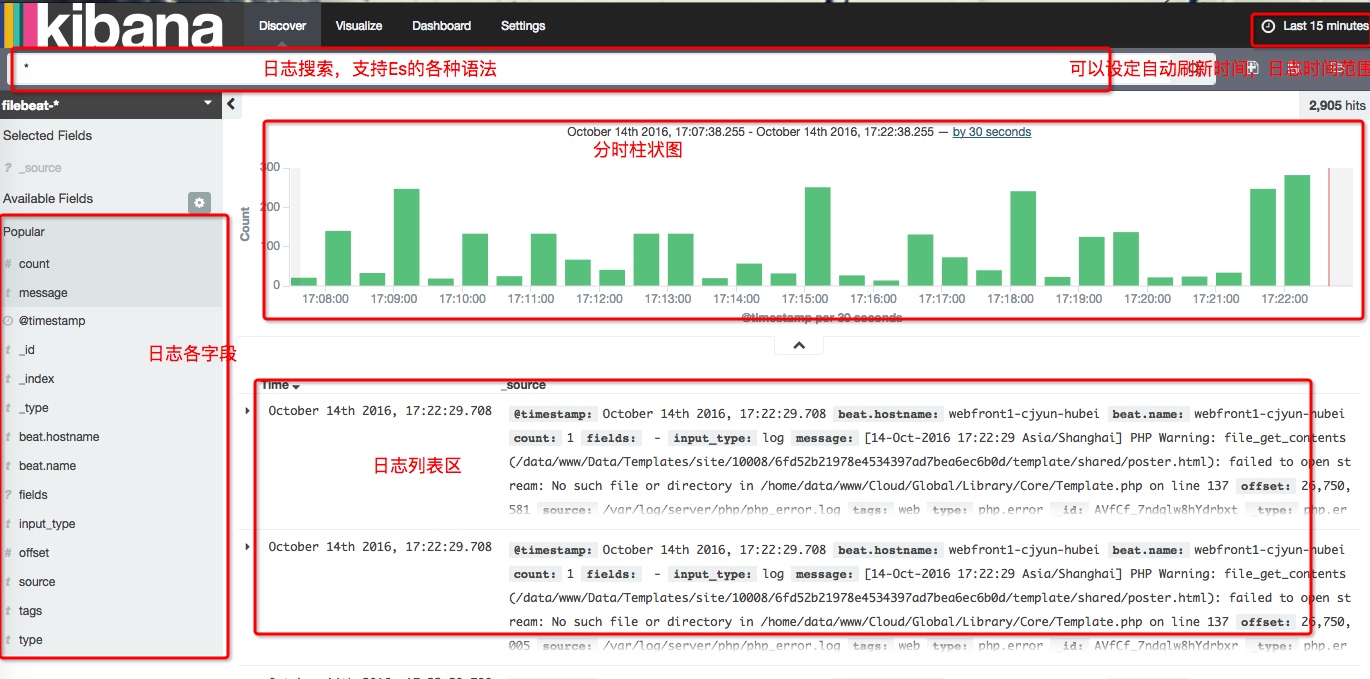 kibana
Discover Visualize Dashboard Settings Last 15 minutes
* 日志搜索，支持Es的各种语法 可以设定自动刷新时间，日志时间范围
filebeat-*
2,905 hits
Selected Fields
? _source
Available Fields
Popular
# count
t message
@timestamp
t _id
t _index
t _type
t beat.hostname
t beat.name
? fields
t input_type
# offset
t source
t tags
t type
日志各字段
October 14th 2016, 17:07:38.255 - October 14th 2016, 17:22:38.255 — by 30 seconds
分时柱状图
Count
300
200
100
0
17:08:00 17:09:00 17:10:00 17:11:00 17:12:00 17:13:00 17:14:00 17:15:00 17:16:00 17:17:00 17:18:00 17:19:00 17:20:00 17:21:00 17:22:00
@timestamp per 30 seconds
Time _source
October 14th 2016, 17:22:29.708
@timestamp: October 14th 2016, 17:22:29.708 beat.hostname: webfront1-cjyun-hubei beat.name: webfront1-cjyun-hubei
count: 1 fields: - input_type: log message: [14-Oct-2016 17:22:29 Asia/Shanghai] PHP Warning: file_get_contents
(/data/www/Data/Templates/site/10008/6fd52b21978e4534397ad7bea6ec6b0d/template/shared/poster.html): failed to open st
ream: No such file or directory in /home/data/www/Cloud/Global/Library/Core/Template.php on line 137 offset: 26,750,
581 source: /var/log/server/php/php_error.log tags: web type: php.error _id: AVfCf_7ndqlw8hYdrbxt _type: php.er
日志列表区
October 14th 2016, 17:22:29.708
@timestamp: October 14th 2016, 17:22:29.708 beat.hostname: webfront1-cjyun-hubei beat.name: webfront1-cjyun-hubei
count: 1 fields: - input_type: log message: [14-Oct-2016 17:22:29 Asia/Shanghai] PHP Warning: file_get_contents
(/data/www/Data/Templates/site/10008/6fd52b21978e4534397ad7bea6ec6b0d/template/shared/poster.html): failed to open st
ream: No such file or directory in /home/data/www/Cloud/Global/Library/Core/Template.php on line 137 offset: 26,750,
005 source: /var/log/server/php/php_error.log tags: web type: php.error _id: AVfCf_7ndqlw8hYdrbxr _type: php.er